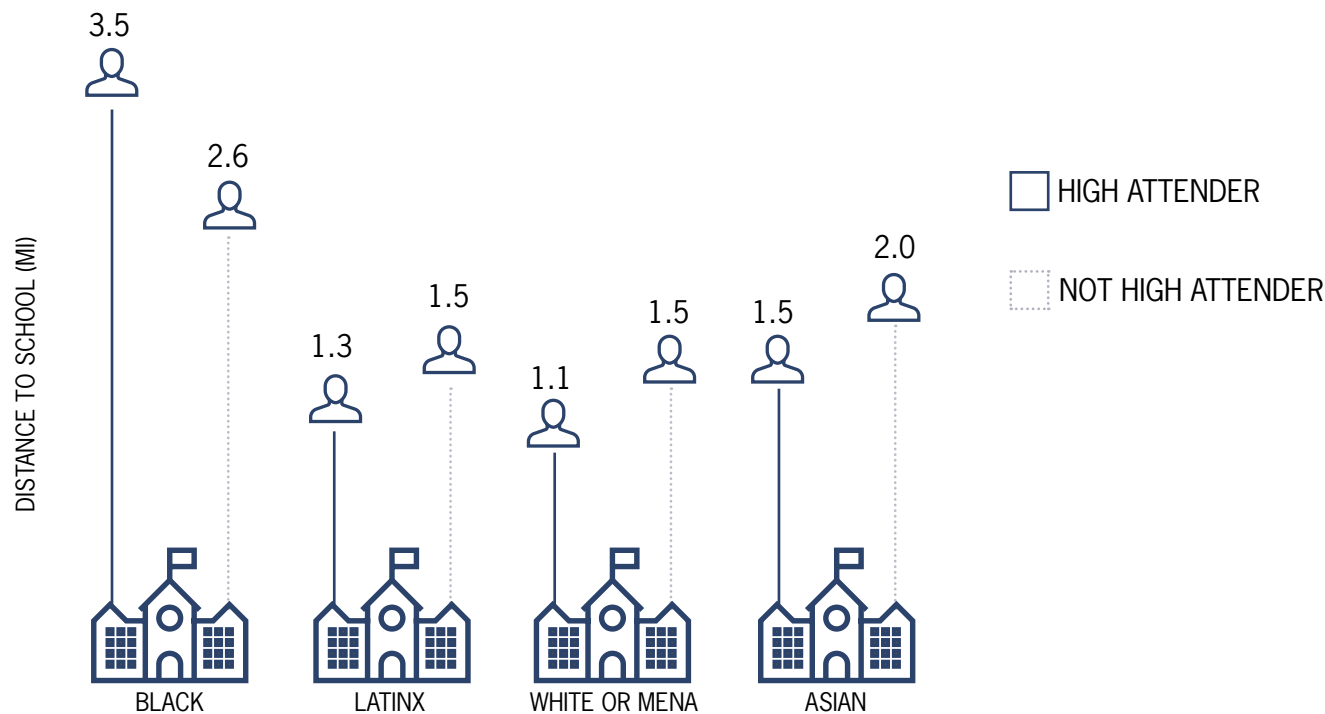 3.5
2.6
1.3
1.5
1.1
1.5
1.5
2.0
DISTANCE TO SCHOOL (MI)
BLACK
LATINX
WHITE OR MENA
ASIAN
HIGH ATTENDER
NOT HIGH ATTENDER